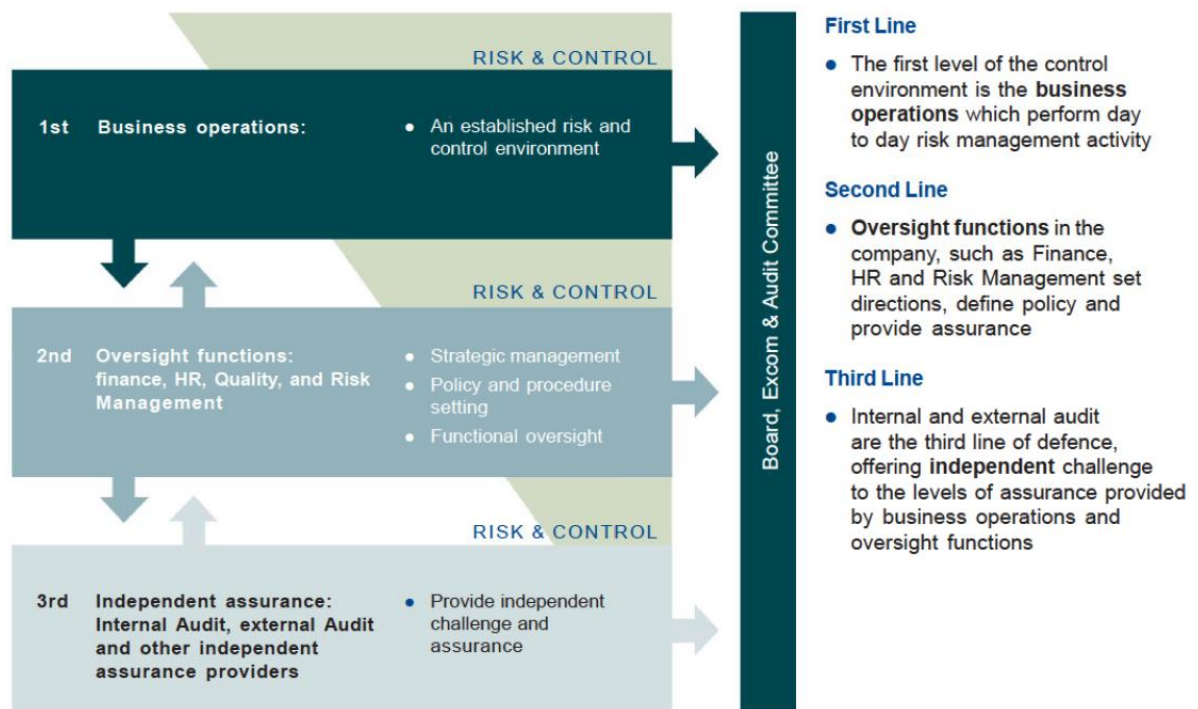 RISK & CONTROL
1st Business operations:
• An established risk and
control environment
RISK & CONTROL
2nd Oversight functions:
finance, HR, Quality, and Risk
Management
• Strategic management
• Policy and procedure
setting
• Functional oversight
RISK & CONTROL
3rd Independent assurance:
Internal Audit, external Audit
and other independent
assurance providers
• Provide independent
challenge and
assurance
Board, Excom & Audit Committee
First Line
• The first level of the control
environment is the business
operations which perform day
to day risk management activity
Second Line
• Oversight functions in the
company, such as Finance,
HR and Risk Management set
directions, define policy and
provide assurance
Third Line
• Internal and external audit
are the third line of defence,
offering independent challenge
to the levels of assurance provided
by business operations and
oversight functions